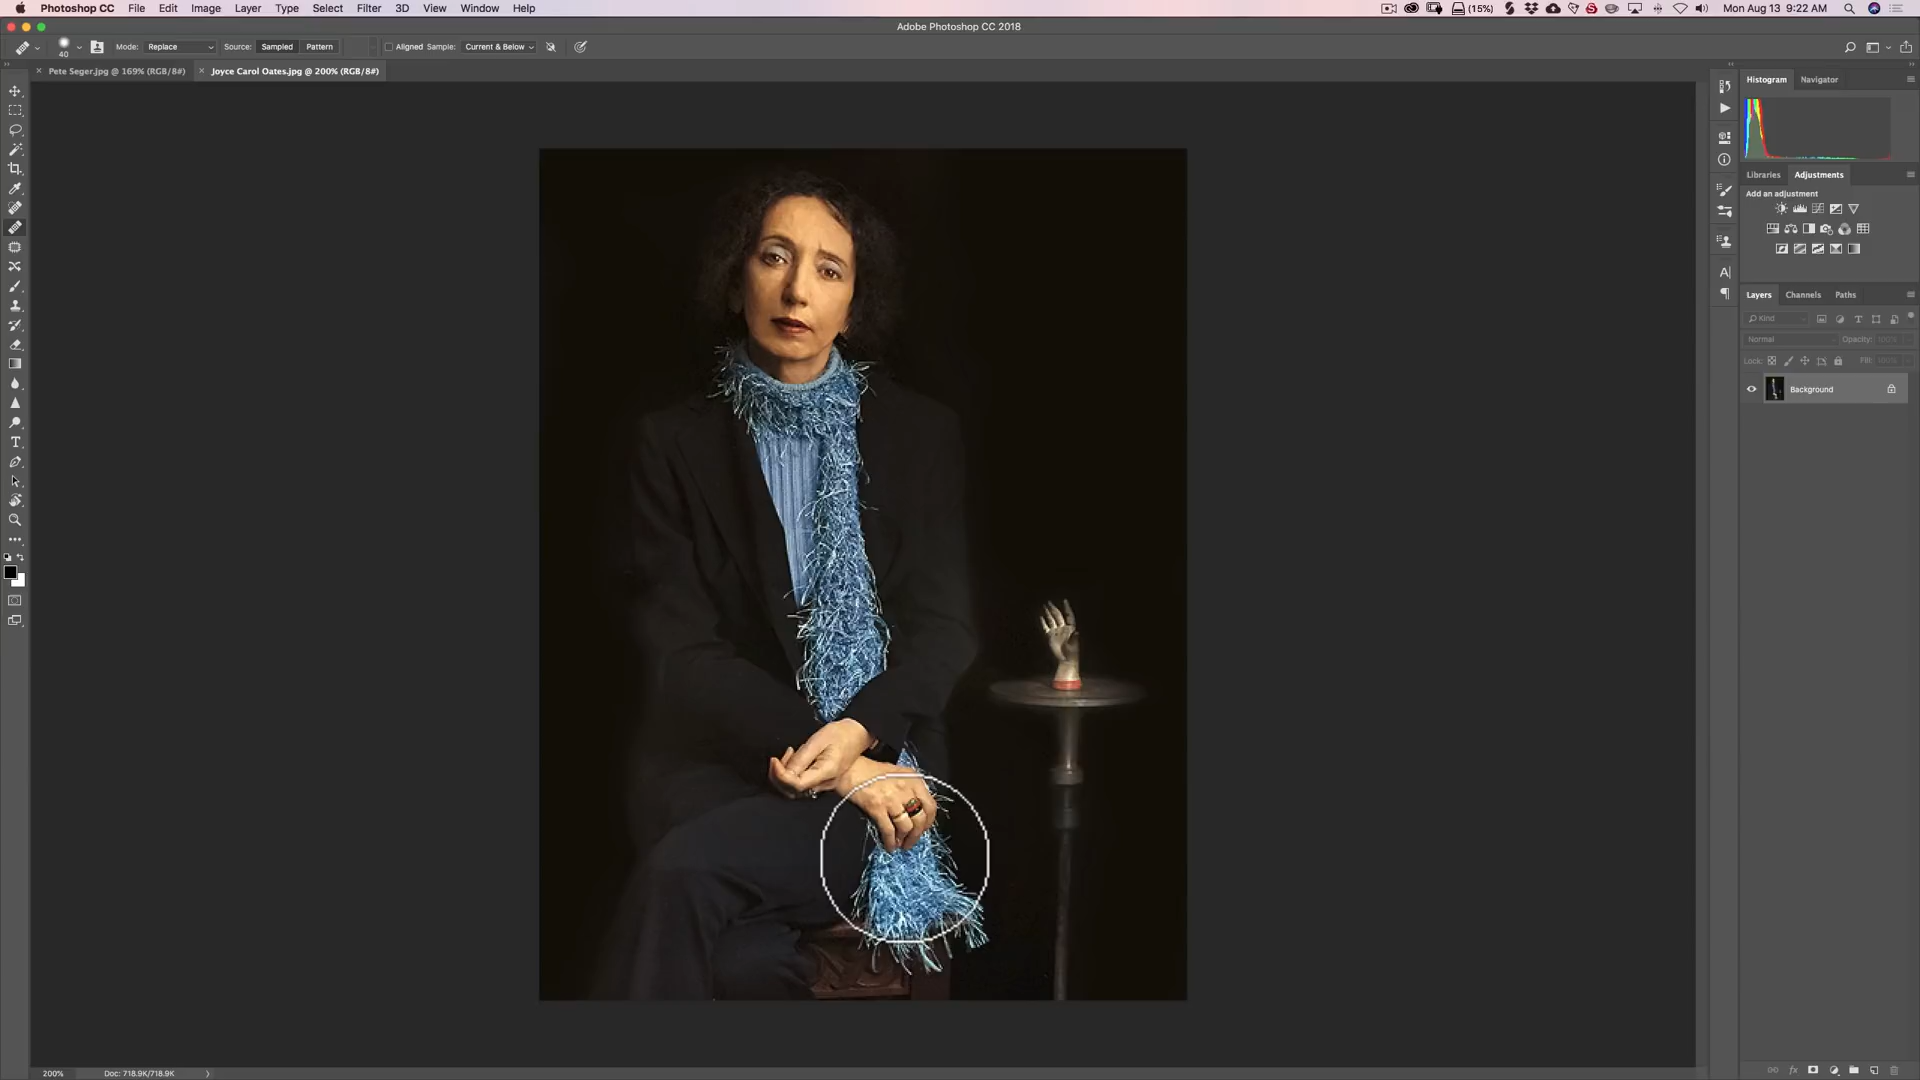 Photoshop CC File Edit Image Layer Type Select Filter 3D View Window Help (15%) Mon Aug 13 9:22 AM
Adobe Photoshop CC 2018
40 Mode: Replace Source: Sampled Pattern Aligned Sample: Current & Below
Pete Seger.jpg @ 169% (RGB/8#) Joyce Carol Oates.jpg @ 200% (RGB/8#)
Histogram Navigator
Libraries Adjustments
Add an adjustment
Layers Channels Paths
Kind
Normal Opacity: 100%
Lock: Fill: 100%
Background
200% Doc: 718.9K/718.9K